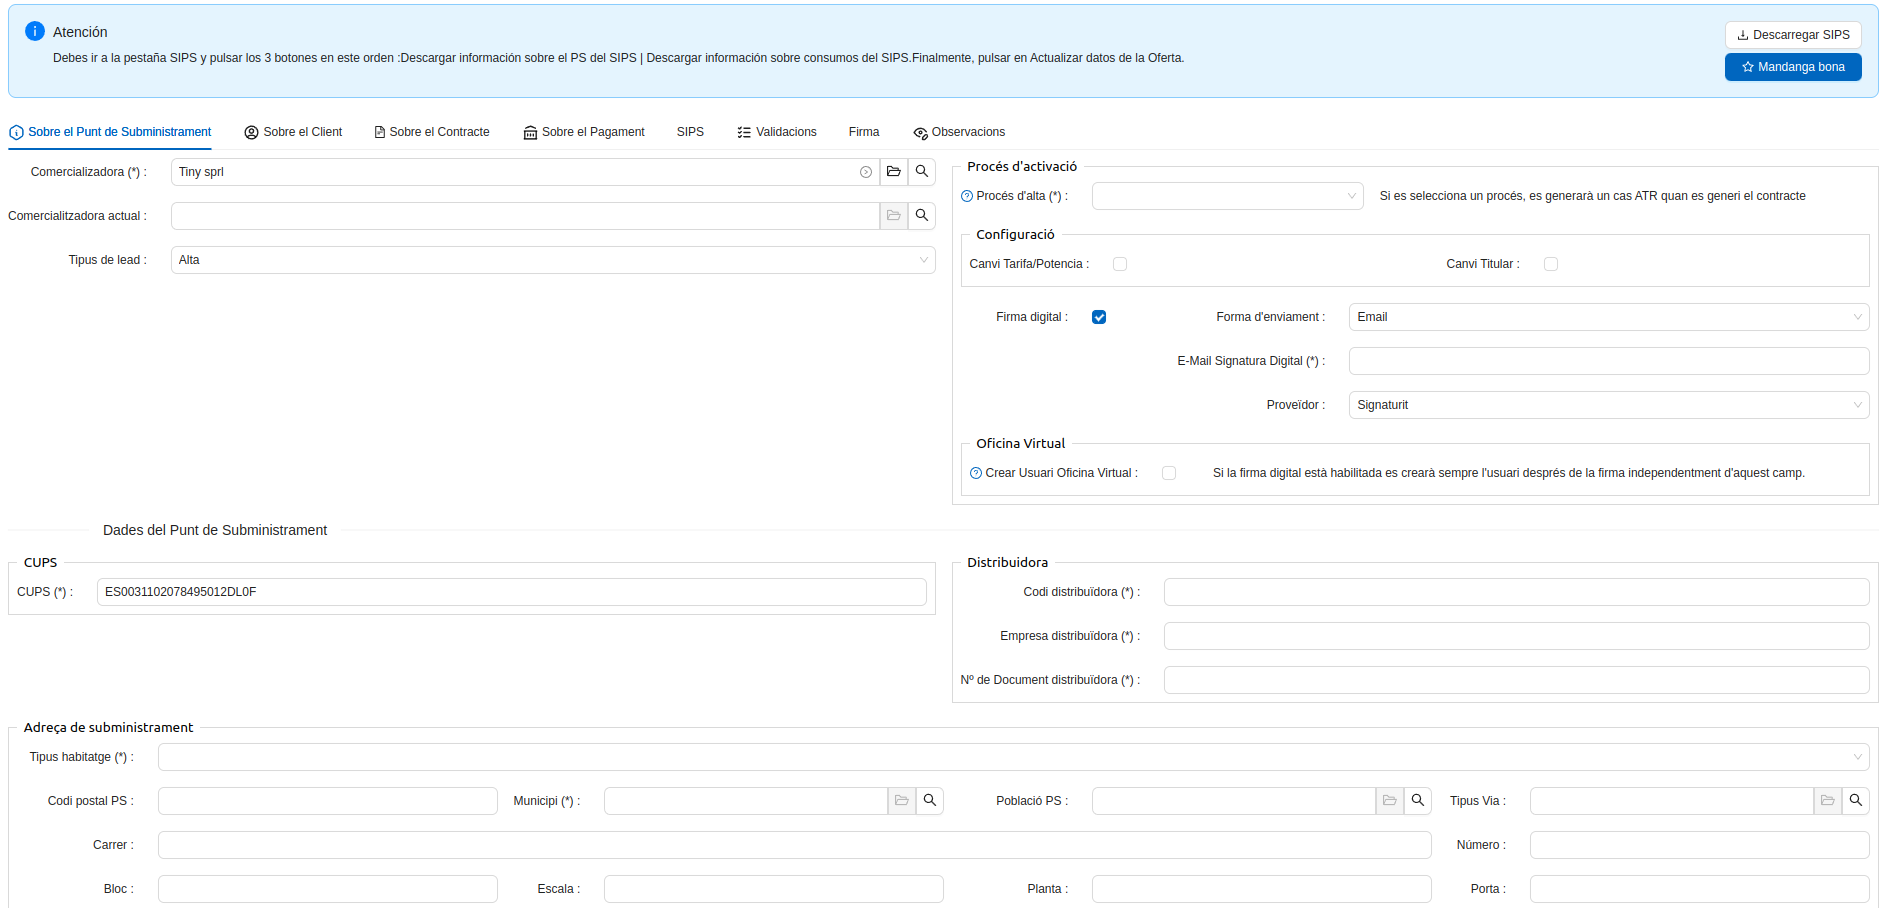 Atención
Debes ir a la pestaña SIPS y pulsar los 3 botones en este orden :Descargar información sobre el PS del SIPS | Descargar información sobre consumos del SIPS.Finalmente, pulsar en Actualizar datos de la Oferta.
Descarregar SIPS
Mandanga bona
Sobre el Punt de Subministrament Sobre el Client Sobre el Contracte Sobre el Pagament SIPS Validacions Firma Observacions
Comercializadora (*) : Tiny sprl
Comercialitzadora actual :
Tipus de lead : Alta
Procés d'activació
Procés d'alta (*) : Si es selecciona un procés, es generarà un cas ATR quan es generi el contracte
Configuració
Canvi Tarifa/Potencia : Canvi Titular :
Firma digital : Forma d'enviament : Email
E-Mail Signatura Digital (*) :
Proveïdor : Signaturit
Oficina Virtual
Crear Usuari Oficina Virtual : Si la firma digital està habilitada es crearà sempre l'usuari després de la firma independentment d'aquest camp.
Dades del Punt de Subministrament
CUPS
CUPS (*) : ES0031102078495012DL0F
Distribuidora
Codi distribuïdora (*) :
Empresa distribuïdora (*) :
Nº de Document distribuïdora (*) :
Adreça de subministrament
Tipus habitatge (*) :
Codi postal PS : Municipi (*) : Població PS : Tipus Via :
Carrer : Número :
Bloc : Escala : Planta : Porta :